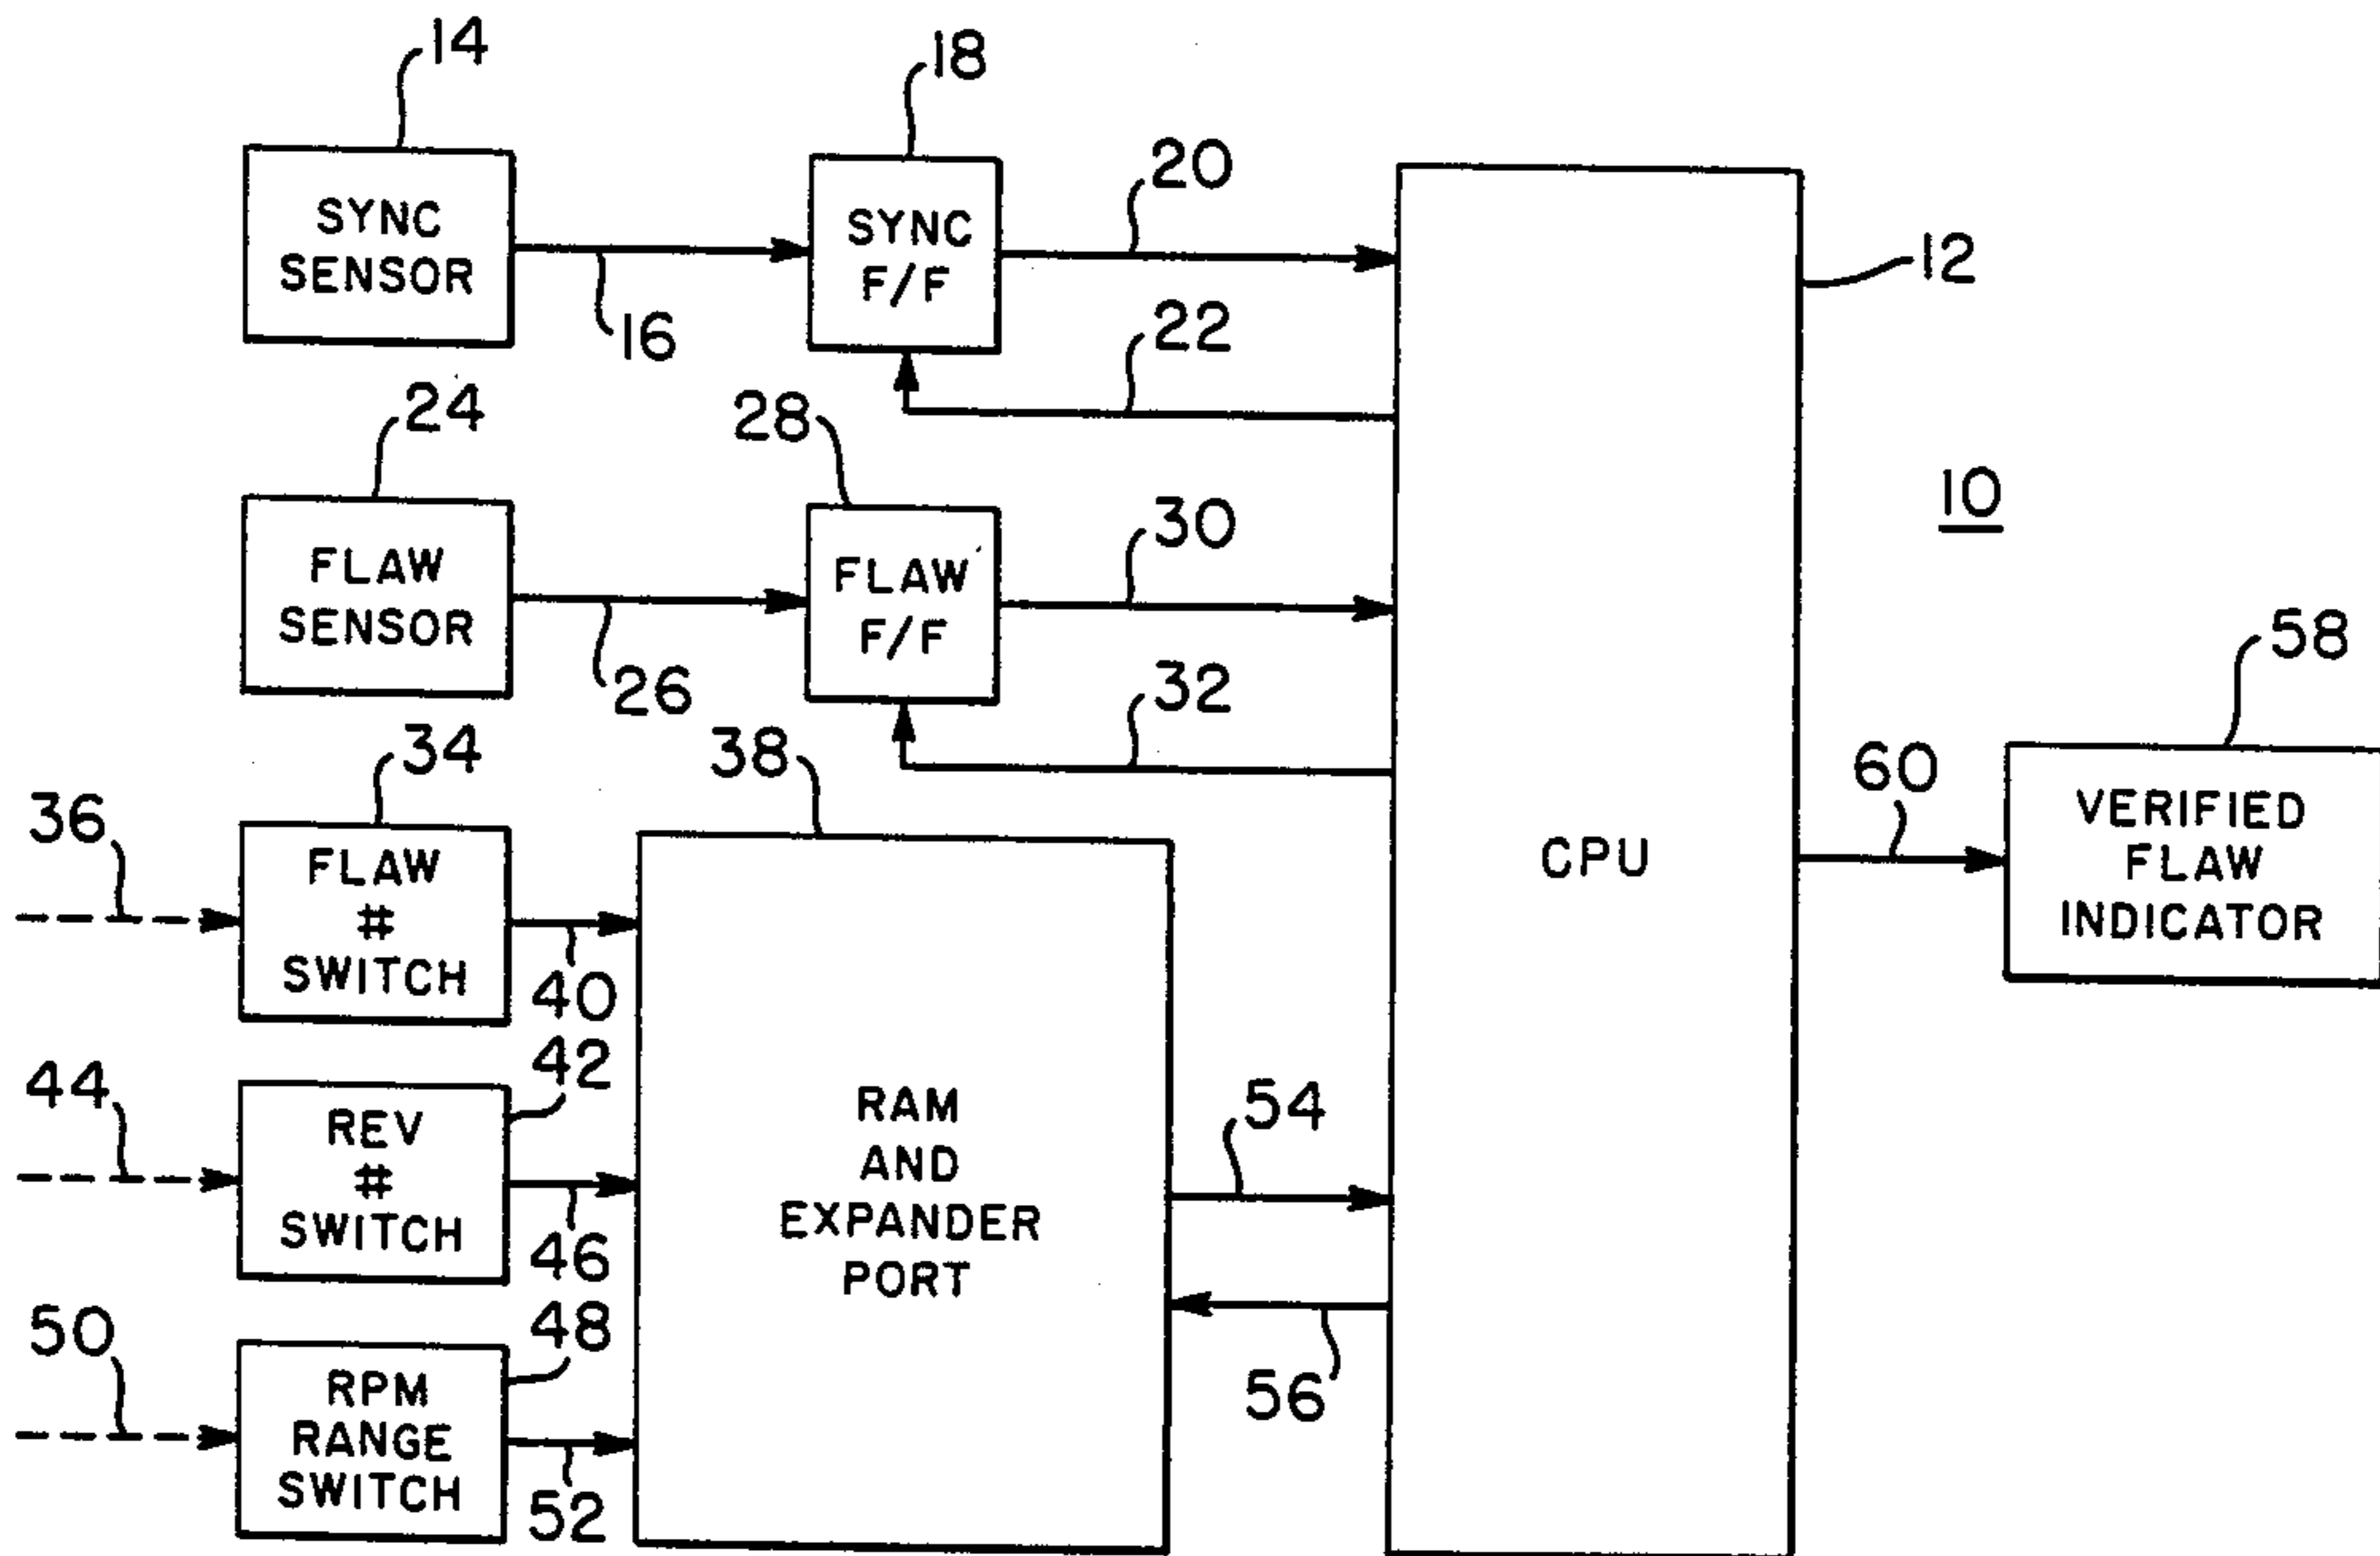 14
18
SYNC
SENSOR
SYNC
F/F
20
12
16
22
24
28
10
FLAW
SENSOR
FLAW
F/F
30
58
26
32
34
38
36
FLAW
#
SWITCH
40
CPU
60
VERIFIED
FLAW
INDICATOR
44
42
REV
#
SWITCH
46
RAM
AND
EXPANDER
PORT
54
50
48
RPM
RANGE
SWITCH
52
56